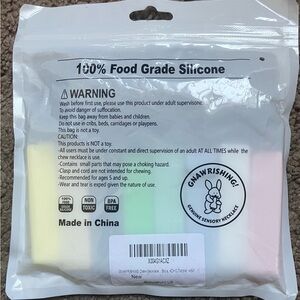 100% Food Grade Silicone
WARNING
Wash before first use, please use this product under adult supervisone.
To avoid danger of suffocation.
Keep this bag away from babies and children.
Do not use in cribs, beds, carridages or playpens.
This bag is not a toy.
CAUTION:
-This products is NOT a toy.
-All users must be under constant and direct supervision of an adult AT ALL TIMES while the
chew necklace is use.
-Contains small parts that may pose a choking hazard.
-Clasp and cord are not intended for chewing.
-Recommended for ages 5 and up.
-Wear and tear is expected given the nature of use.
GNAWRISHING!
GENUINE SENSORY NECKLACE
NON
TOXIC
BPA
FREE
Made in China
New